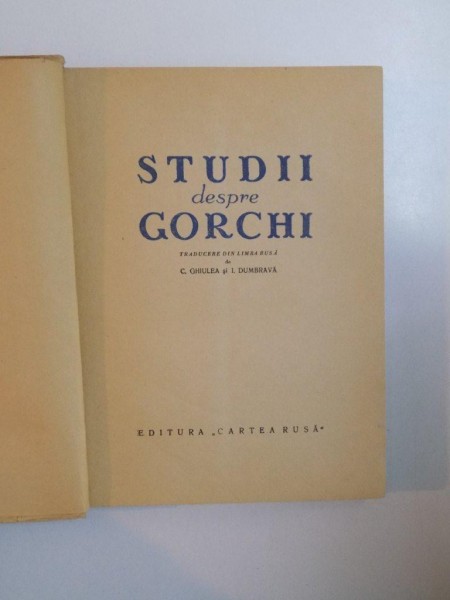 STUDII
despre
GORCHI
TRADUCERE DIN LIMBA RUSĂ
de
C. GHIULEA și I. DUMBRAVĂ
EDITURA „CARTEA RUSĂ"